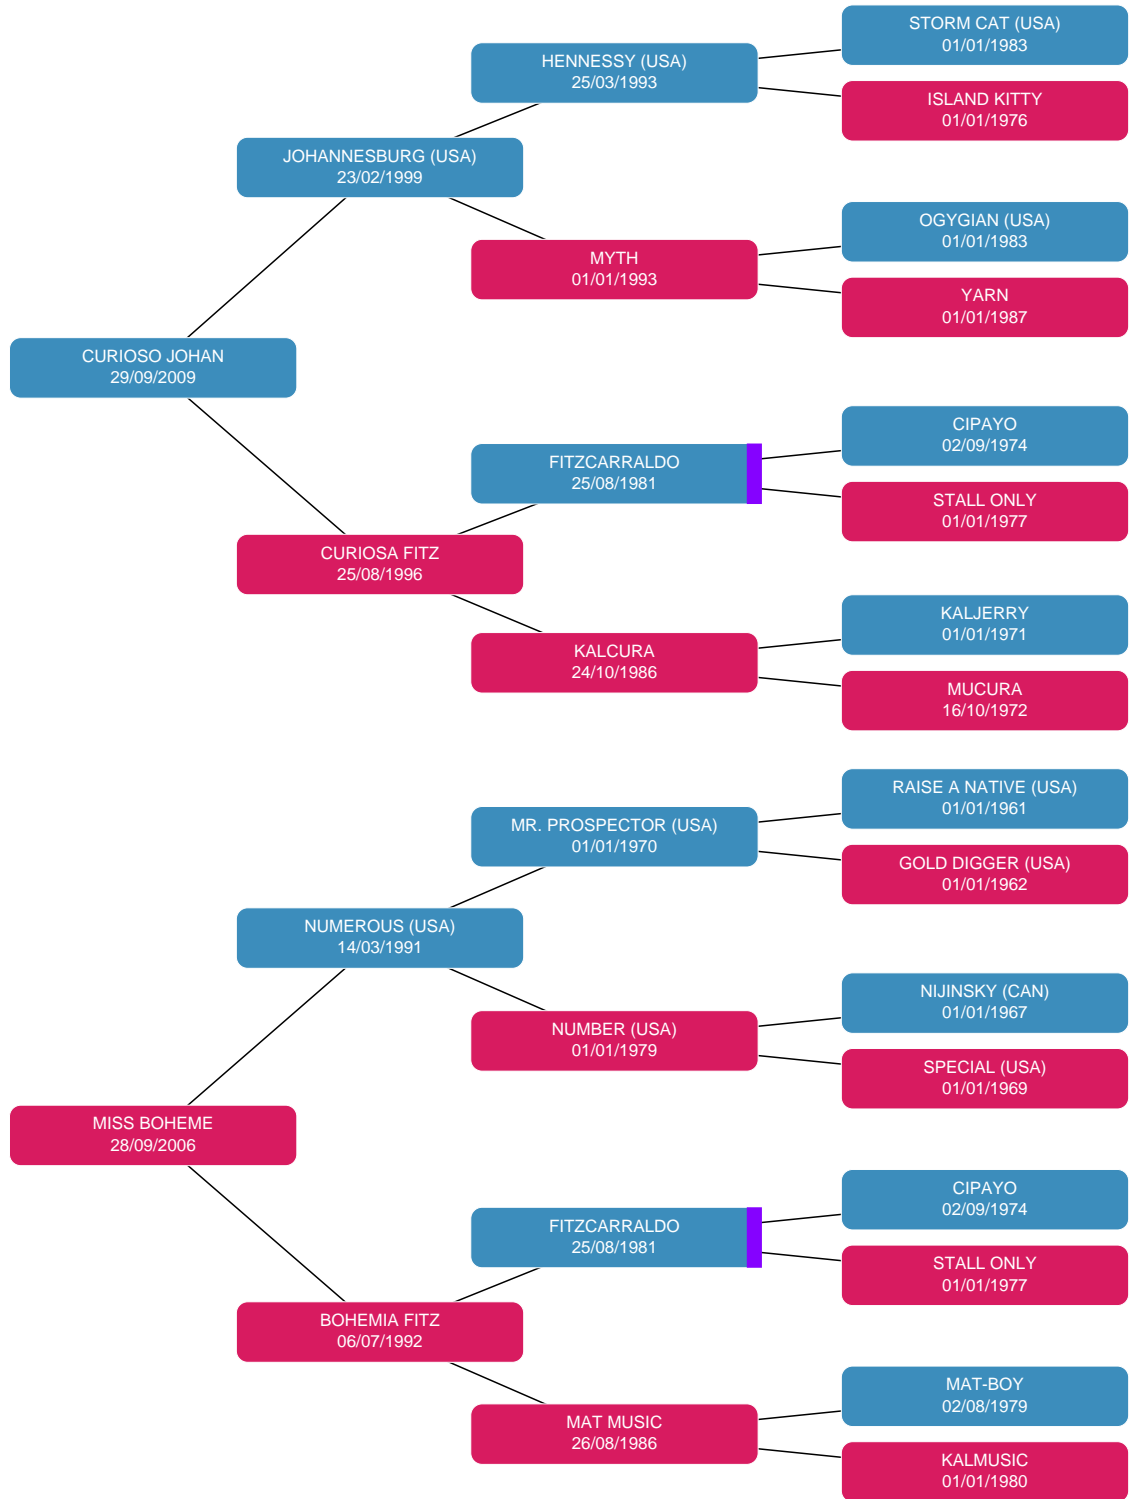 STORM CAT (USA)
01/01/1983
HENNESSY (USA)
25/03/1993
ISLAND KITTY
01/01/1976
JOHANNESBURG (USA)
23/02/1999
OGYGIAN (USA)
01/01/1983
MYTH
01/01/1993
YARN
01/01/1987
CURIOSO JOHAN
29/09/2009
CIPAYO
02/09/1974
FITZCARRALDO
25/08/1981
STALL ONLY
01/01/1977
CURIOSA FITZ
25/08/1996
KALJERRY
01/01/1971
KALCURA
24/10/1986
MUCURA
16/10/1972
RAISE A NATIVE (USA)
01/01/1961
MR. PROSPECTOR (USA)
01/01/1970
GOLD DIGGER (USA)
01/01/1962
NUMEROUS (USA)
14/03/1991
NIJINSKY (CAN)
01/01/1967
NUMBER (USA)
01/01/1979
SPECIAL (USA)
01/01/1969
MISS BOHEME
28/09/2006
CIPAYO
02/09/1974
FITZCARRALDO
25/08/1981
STALL ONLY
01/01/1977
BOHEMIA FITZ
06/07/1992
MAT-BOY
02/08/1979
MAT MUSIC
26/08/1986
KALMUSIC
01/01/1980